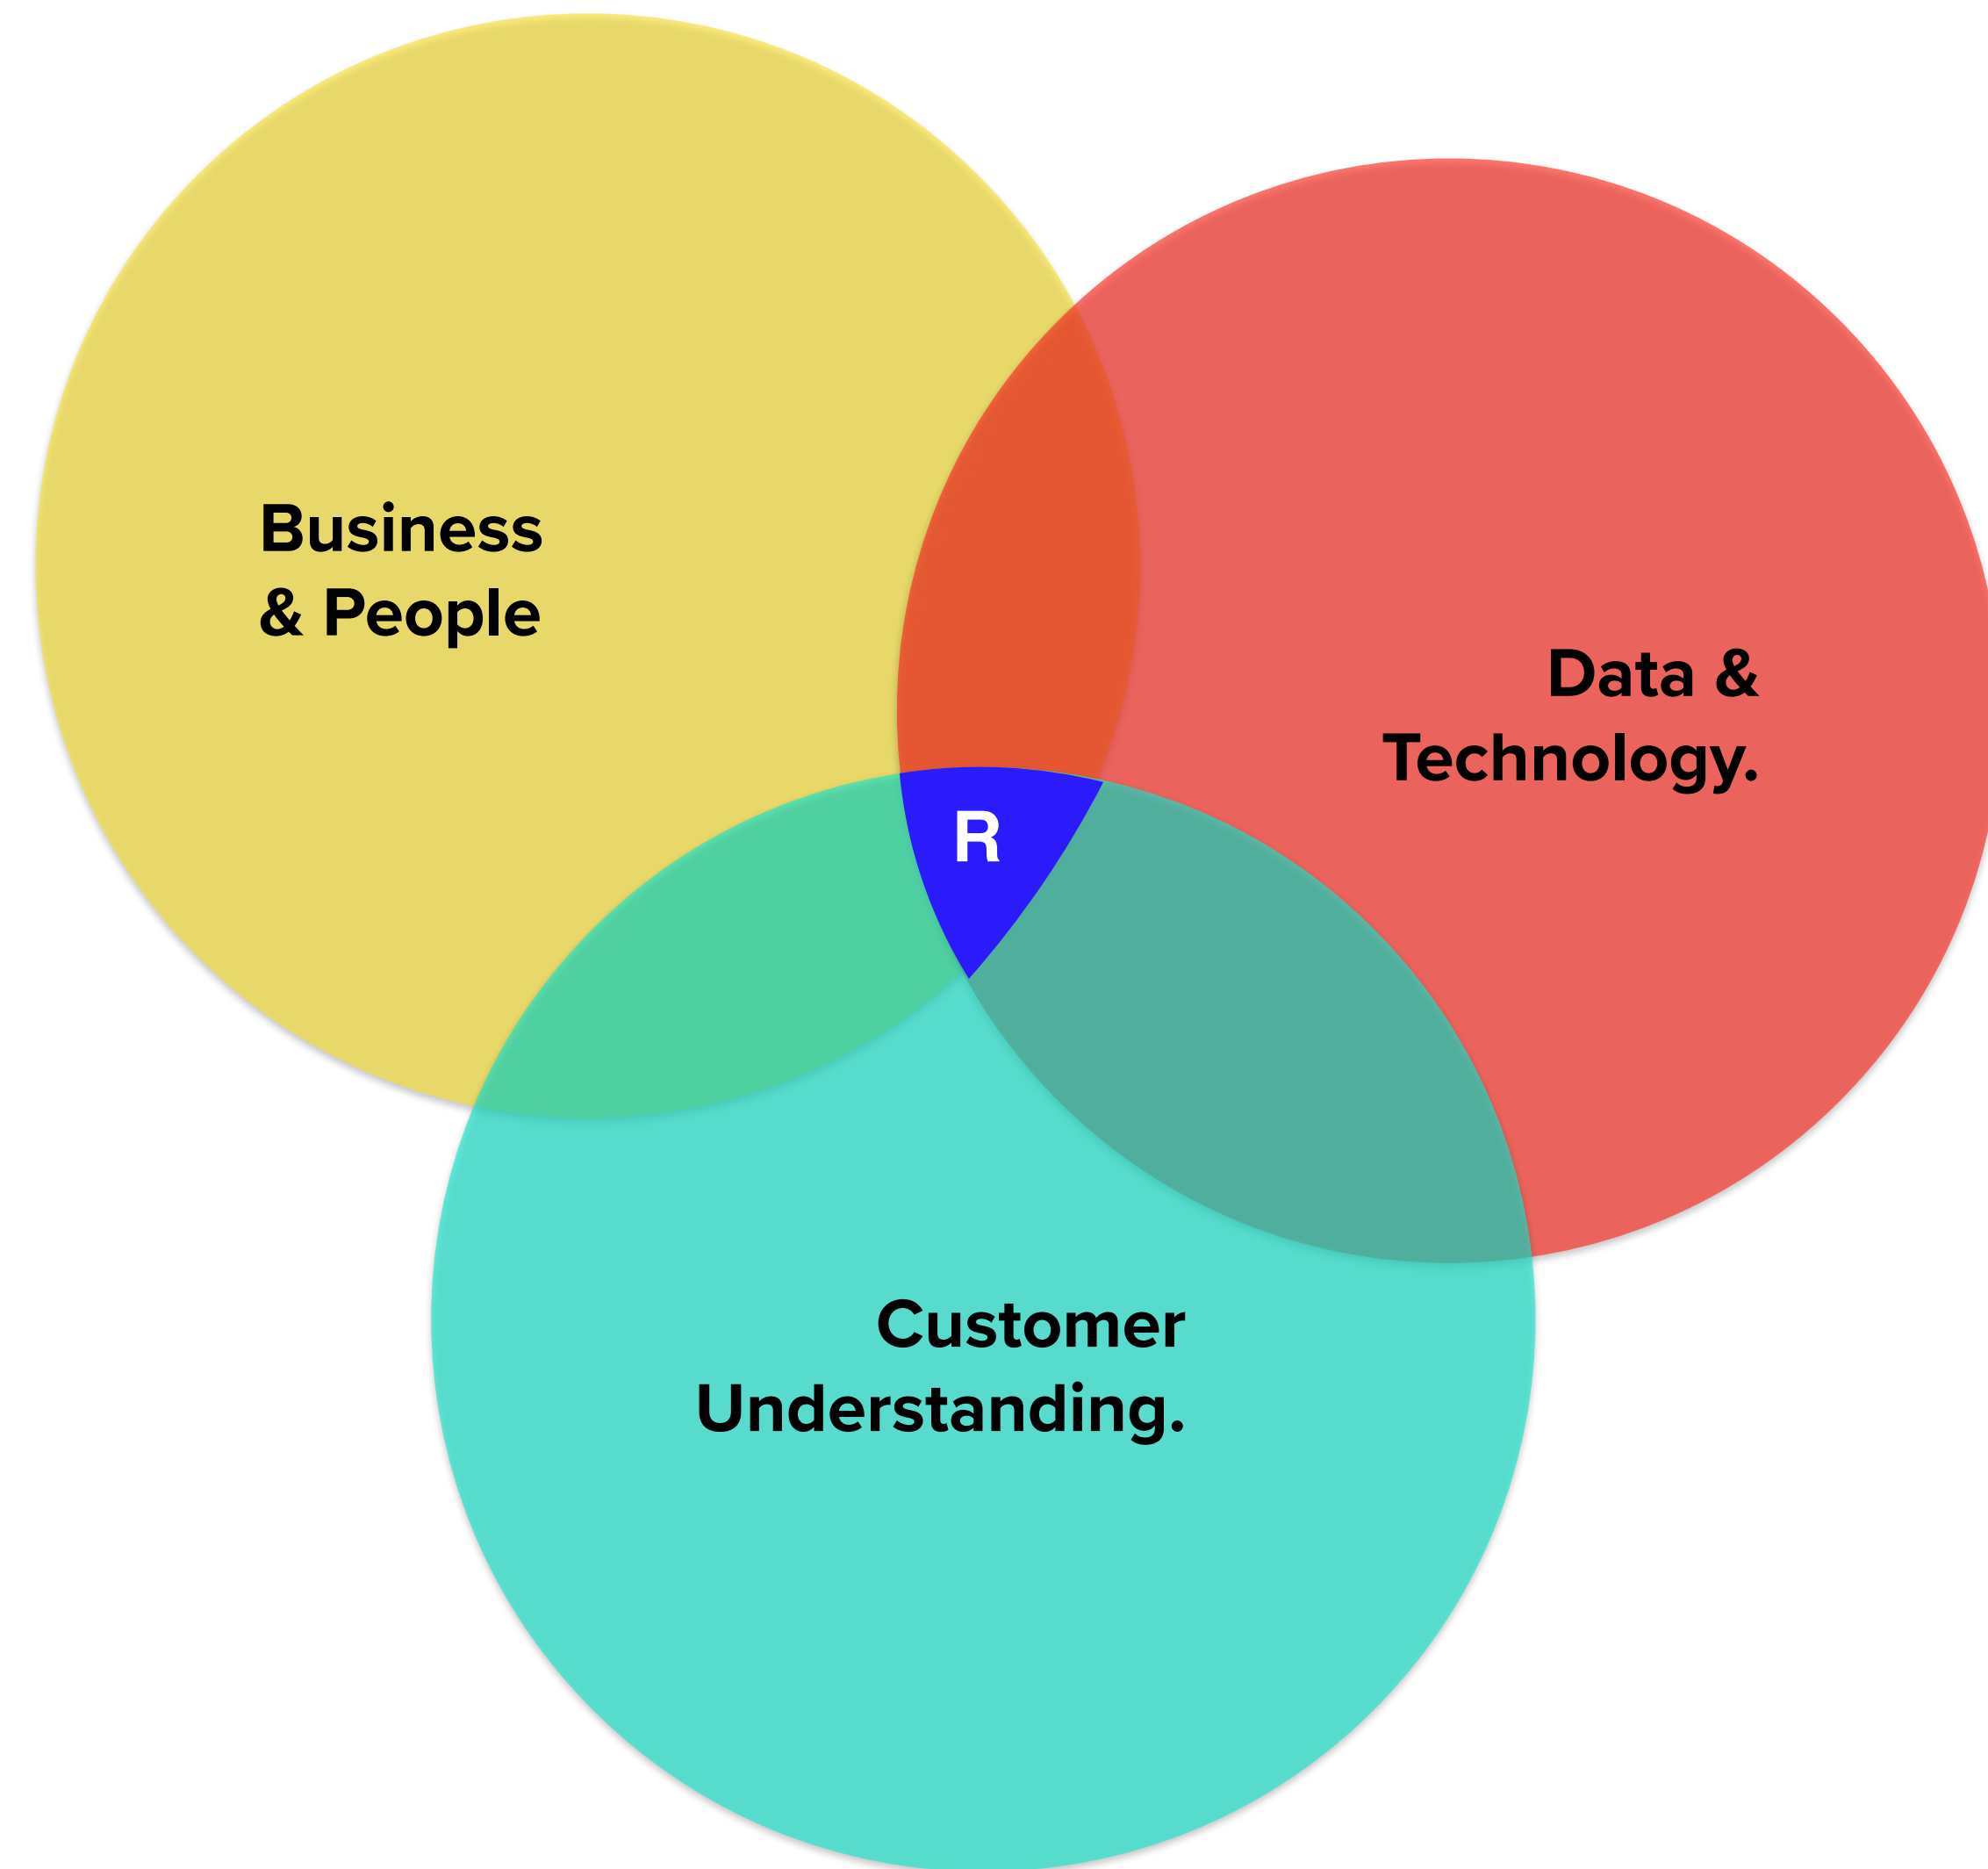 Business
& People
Data &
Technology.
R
Customer
Understanding.